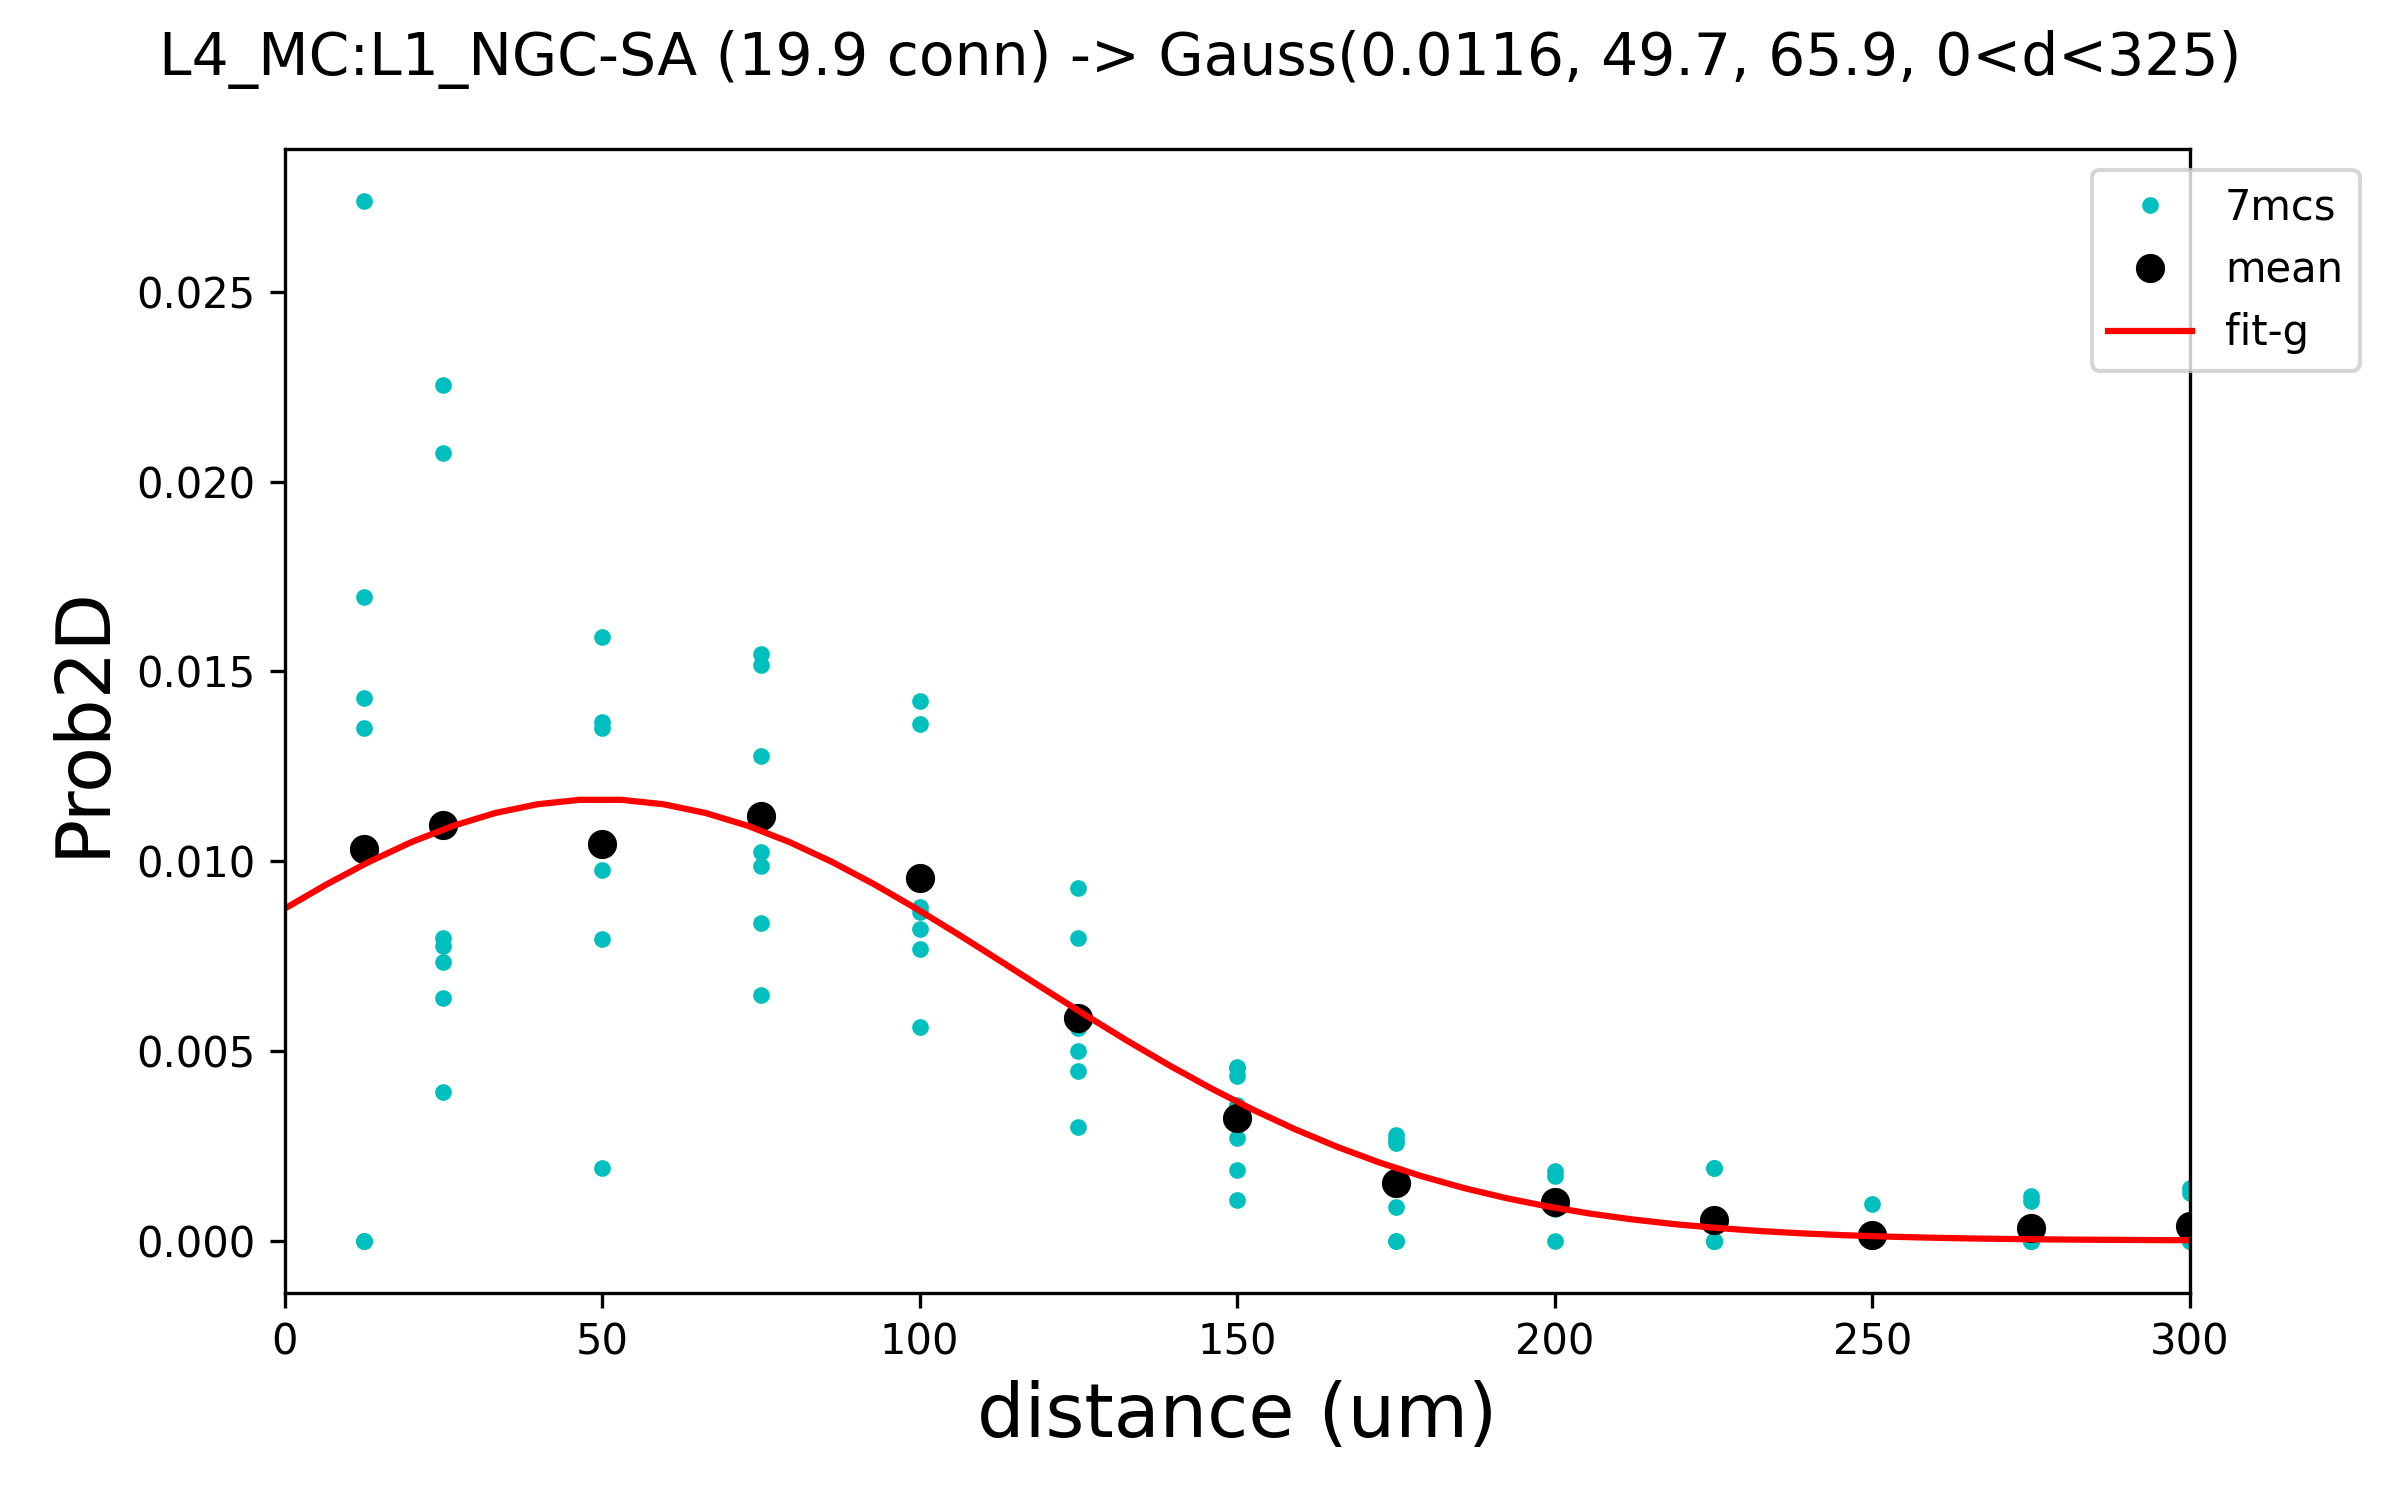 L4_MC:L1_NGC-SA (19.9 conn) -> Gauss(0.0116, 49.7, 65.9, 0<d<325)
7mcs
mean
fit-g
Prob2D
0.025
0.020
0.015
0.010
0.005
0.000
0 50 100 150 200 250 300
distance (um)